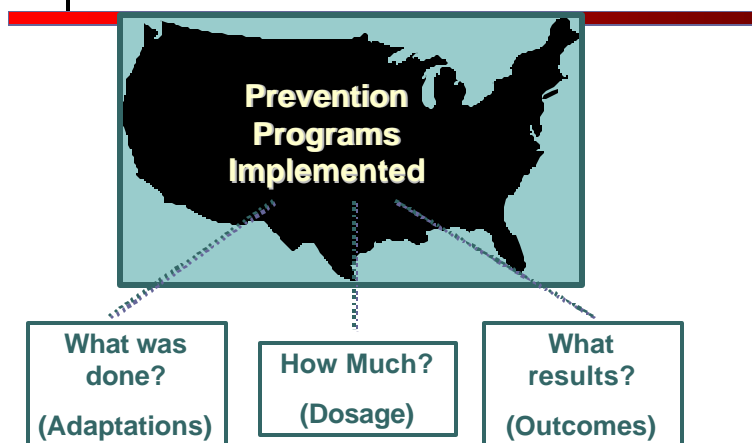 Prevention
Programs
Implemented
What was
done?
(Adaptations)
How Much?
(Dosage)
What
results?
(Outcomes)